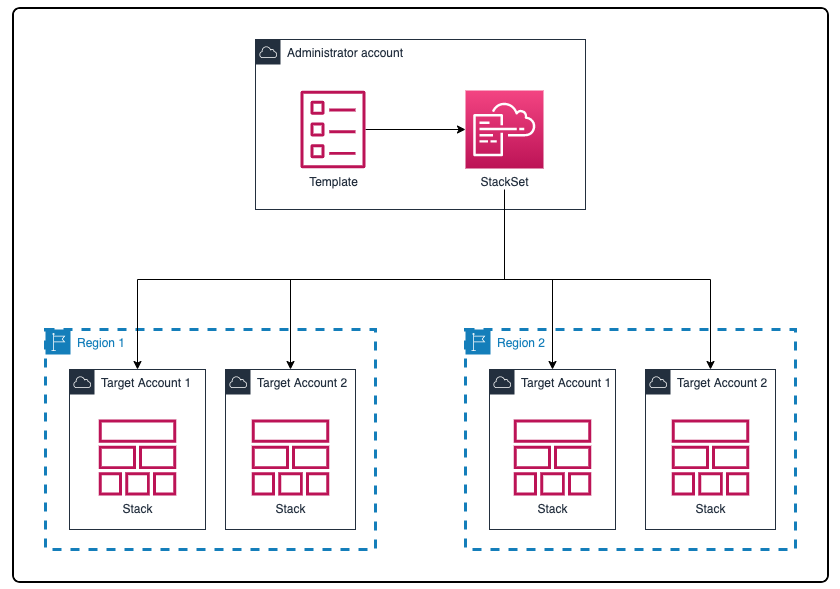 Administrator account
Template
StackSet
Region 1
Region 2
Target Account 1
Target Account 2
Target Account 1
Target Account 2
Stack
Stack
Stack
Stack